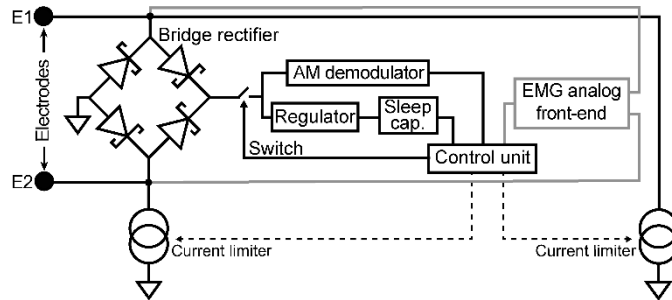 E1
Bridge rectifier
AM demodulator
EMG analog
front-end
Electrodes
Regulator
Sleep
cap.
Switch
Control unit
E2
Current limiter
Current limiter